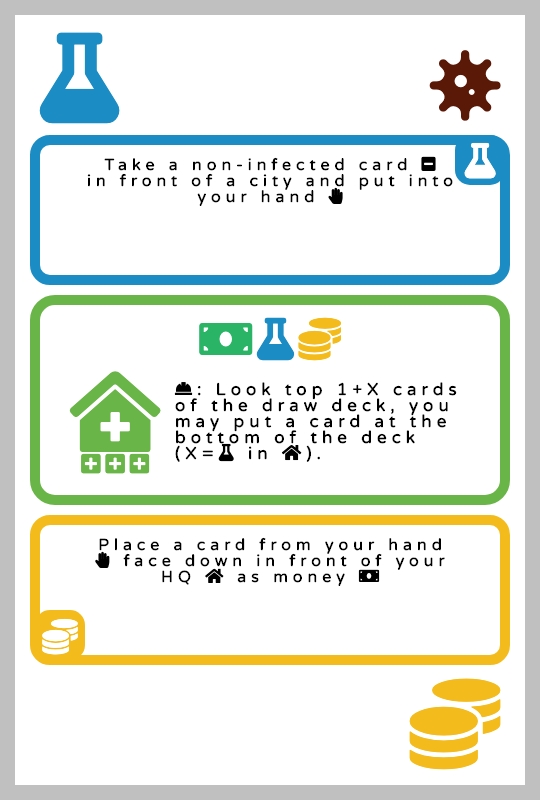 Take a non-infected card
in front of a city and put into
your hand
: Look top 1+X cards
of the draw deck, you
may put a card at the
bottom of the deck
(X= in ).
Place a card from your hand
face down in front of your
HQ as money